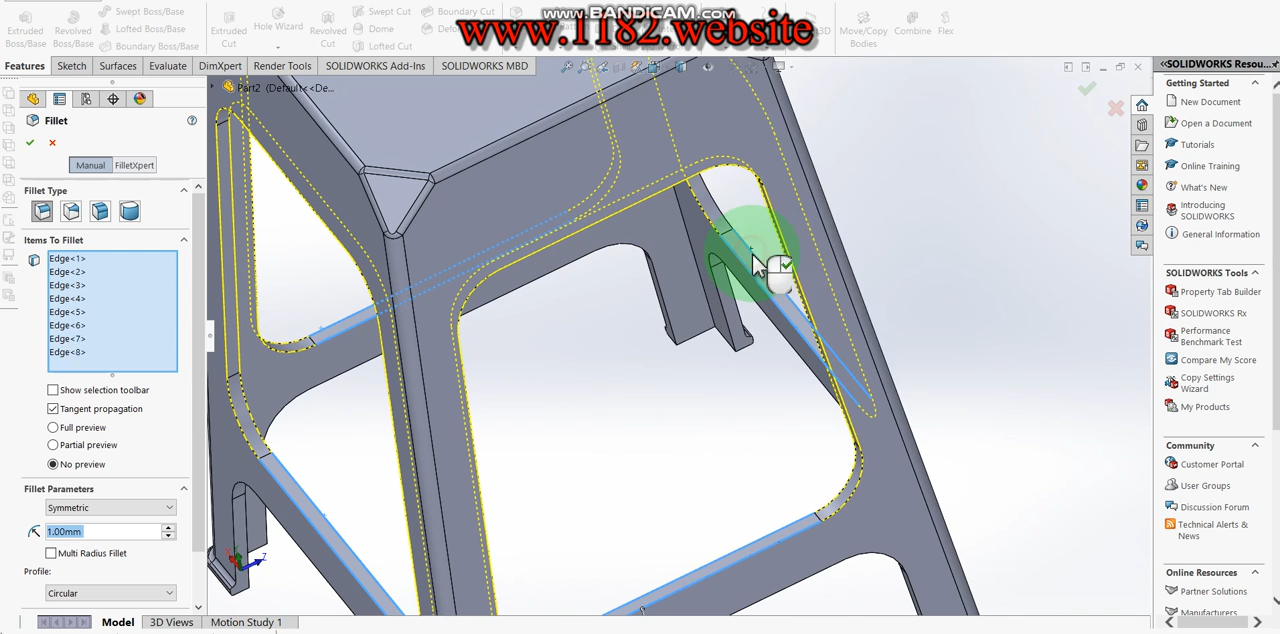 www.BANDICAM.com
www.1182.website
Extruded Boss/Base
Revolved Boss/Base
Swept Boss/Base
Lofted Boss/Base
Boundary Boss/Base
Extruded Cut
Hole Wizard
Revolved Cut
Swept Cut
Dome
Lofted Cut
Boundary Cut
Move/Copy Bodies
Combine
Flex
Features
Sketch
Surfaces
Evaluate
DimXpert
Render Tools
SOLIDWORKS Add-Ins
SOLIDWORKS MBD
Part2 (Default<<De...
Fillet
Manual
FilletXpert
Fillet Type
Items To Fillet
Edge<1>
Edge<2>
Edge<3>
Edge<4>
Edge<5>
Edge<6>
Edge<7>
Edge<8>
Show selection toolbar
Tangent propagation
Full preview
Partial preview
No preview
Fillet Parameters
Symmetric
1.00mm
Multi Radius Fillet
Profile:
Circular
Model
3D Views
Motion Study 1
Z
SOLIDWORKS Resou...
Getting Started
New Document
Open a Document
Tutorials
Online Training
What's New
Introducing
SOLIDWORKS
General Information
SOLIDWORKS Tools
Property Tab Builder
SOLIDWORKS Rx
Performance
Benchmark Test
Compare My Score
Copy Settings
Wizard
My Products
Community
Customer Portal
User Groups
Discussion Forum
Technical Alerts &
News
Online Resources
Partner Solutions
Manufacturers